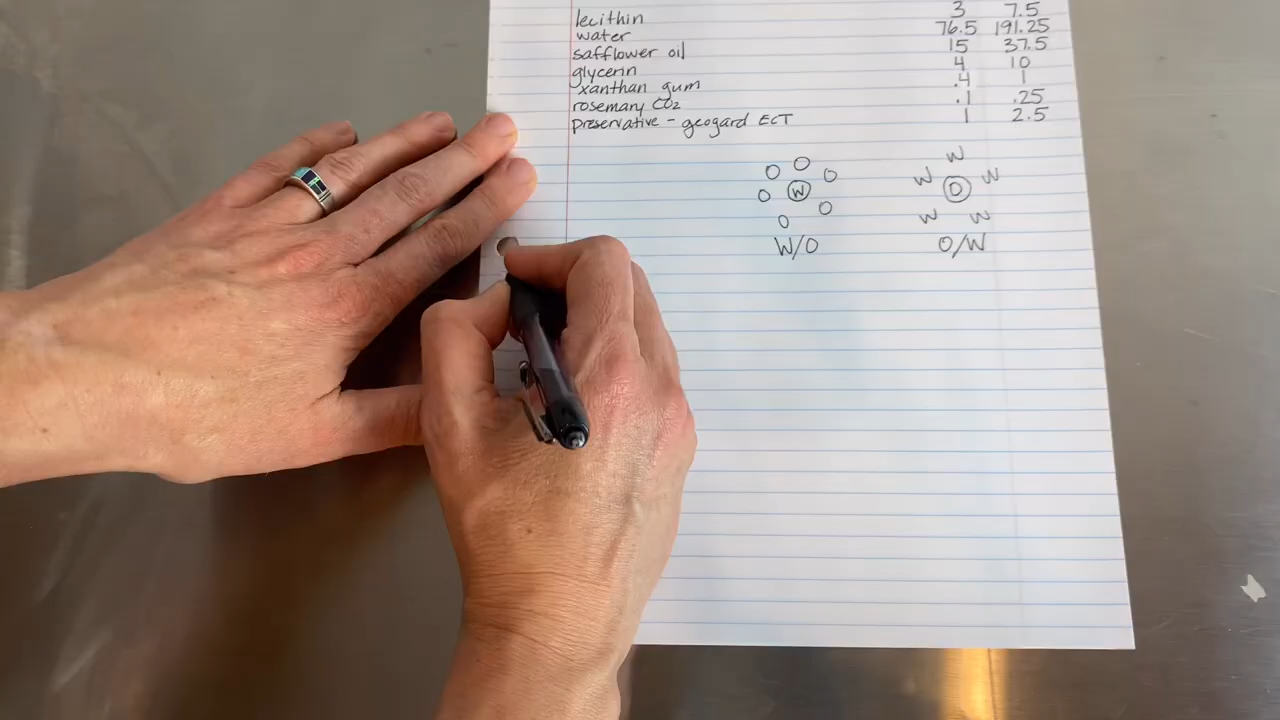 lecithin 3 7.5
water 76.5 191.25
safflower oil 15 37.5
glycerin 4 10
xanthan gum .4 1
rosemary CO2 .1 .25
preservative - geogard ECT 1 2.5
O O O O W O O O
W/O
W W W O W W
O/W